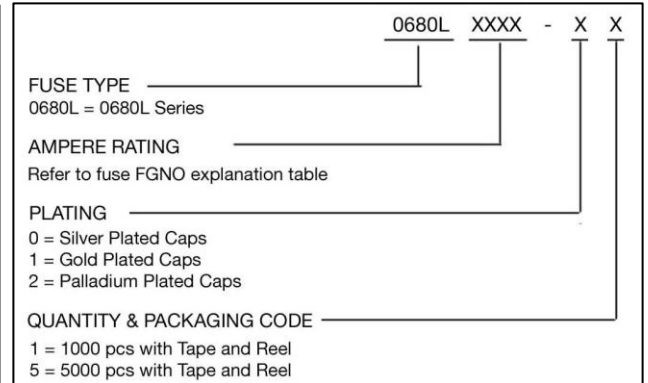 0680L XXXX - X X
FUSE TYPE
0680L = 0680L Series
AMPERE RATING
Refer to fuse FGNO explanation table
PLATING
0 = Silver Plated Caps
1 = Gold Plated Caps
2 = Palladium Plated Caps
QUANTITY & PACKAGING CODE
1 = 1000 pcs with Tape and Reel
5 = 5000 pcs with Tape and Reel